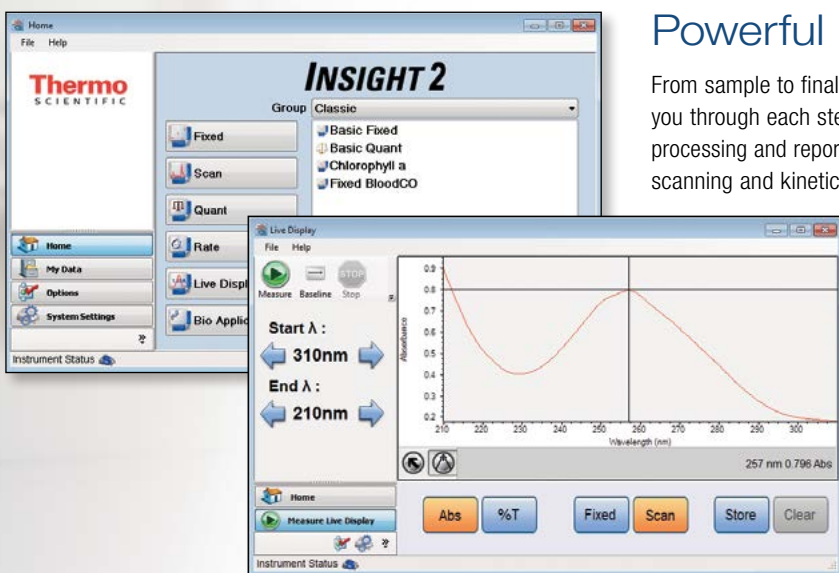 Home
File Help
Thermo
SCIENTIFIC
INSIGHT 2
Group Classic
Fixed
Scan
Quant
Rate
Live Displ
Bio Applic
Basic Fixed
Basic Quant
Chlorophyll a
Fixed BloodCO
Home
My Data
Options
System Settings
Instrument Status
Powerful
From sample to final
you through each ste
processing and repor
scanning and kinetic
Live Display
File Help
Measure Baseline Stop
STOP
Start λ :
310nm
End λ :
210nm
Absorbance
0.9
0.8
0.7
0.6
0.5
0.4
0.3
0.2
210 220 230 240 250 260 270 280 290 300
Wavelength (nm)
257 nm 0.796 Abs
Home
Measure Live Display
Abs %T Fixed Scan Store Clear
Instrument Status